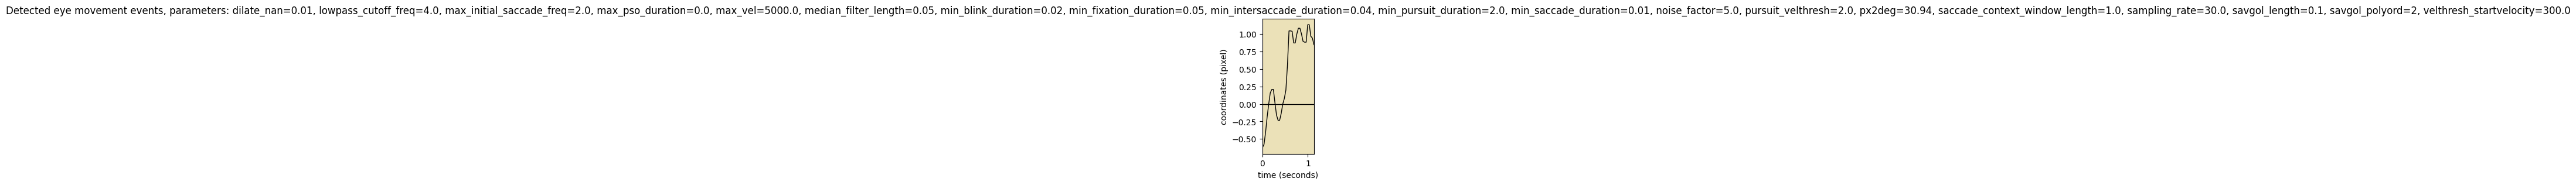 Detected eye movement events, parameters: dilate_nan=0.01, lowpass_cutoff_freq=4.0, max_initial_saccade_freq=2.0, max_pso_duration=0.0, max_vel=5000.0, median_filter_length=0.05, min_blink_duration=0.02, min_fixation_duration=0.05, min_intersaccade_duration=0.04, min_pursuit_duration=2.0, min_saccade_duration=0.01, noise_factor=5.0, pursuit_velthresh=2.0, px2deg=30.94, saccade_context_window_length=1.0, sampling_rate=30.0, savgol_length=0.1, savgol_polyord=2, velthresh_startvelocity=300.0
coordinates (pixel)
1.00
0.75
0.50
0.25
0.00
−0.25
−0.50
0 1
time (seconds)